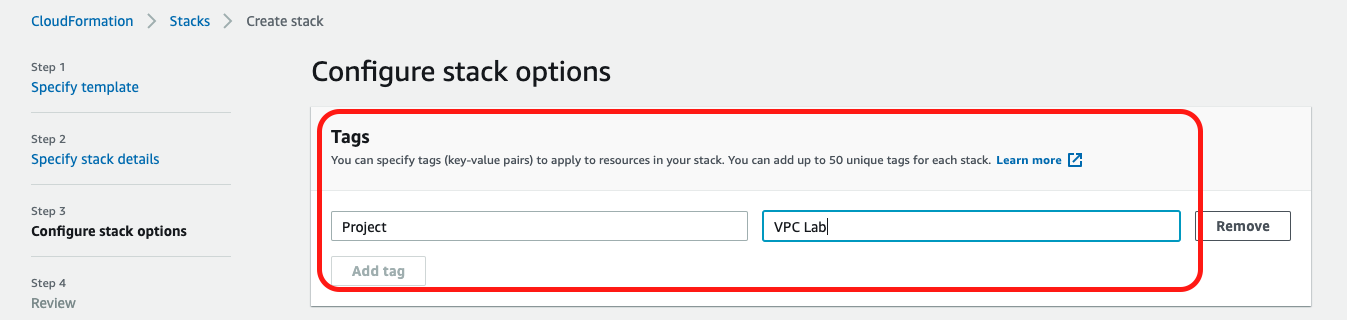 CloudFormation > Stacks > Create stack
Step 1
Specify template
Step 2
Specify stack details
Step 3
Configure stack options
Step 4
Review
Configure stack options
Tags
You can specify tags (key-value pairs) to apply to resources in your stack. You can add up to 50 unique tags for each stack. Learn more
Project VPC Lab Remove
Add tag